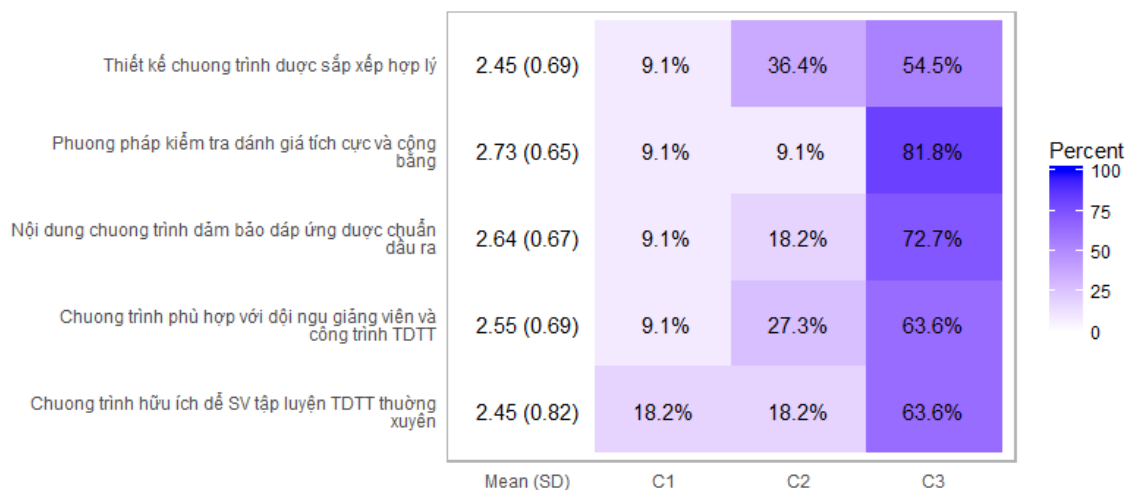 Thiết kế chuong trình duợc sắp xếp hợp lý 2.45 (0.69) 9.1% 36.4% 54.5%
Phuong pháp kiểm tra dánh giá tích cực và công
bằng 2.73 (0.65) 9.1% 9.1% 81.8%
Nội dung chuong trình dảm bảo dáp ứng duợc chuẩn
dầu ra 2.64 (0.67) 9.1% 18.2% 72.7%
Chuong trình phù hợp với dội ngu giảng viên và
công trình TDTT 2.55 (0.69) 9.1% 27.3% 63.6%
Chuong trình hữu ích dể SV tập luyện TDTT thuờng
xuyên 2.45 (0.82) 18.2% 18.2% 63.6%
Mean (SD) C1 C2 C3
Percent
100
75
50
25
0